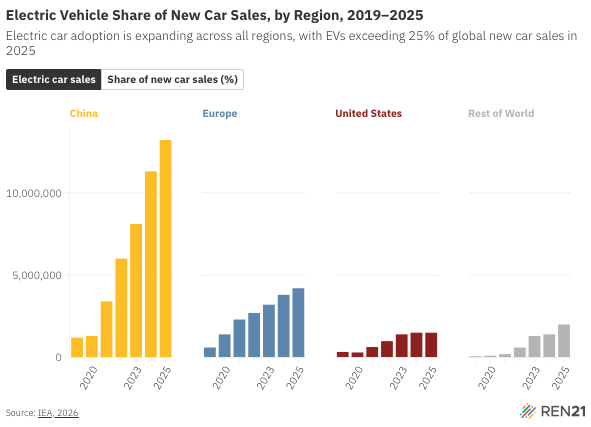 Electric Vehicle Share of New Car Sales, by Region, 2019–2025
Electric car adoption is expanding across all regions, with EVs exceeding 25% of global new car sales in
2025
Electric car sales Share of new car sales (%)
China Europe United States Rest of World
10,000,000
5,000,000
0
2020 2023 2025 2020 2023 2025 2020 2023 2025 2020 2023 2025
Source: IEA, 2026
REN21